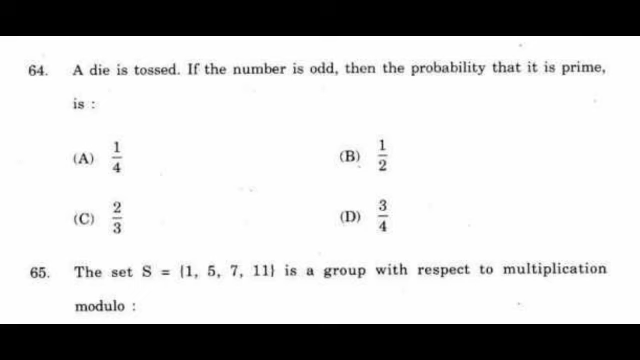 64. A die is tossed. If the number is odd, then the probability that it is prime,
is :
(A) 1/4 (B) 1/2
(C) 2/3 (D) 3/4
65. The set S = {1, 5, 7, 11} is a group with respect to multiplication
modulo :